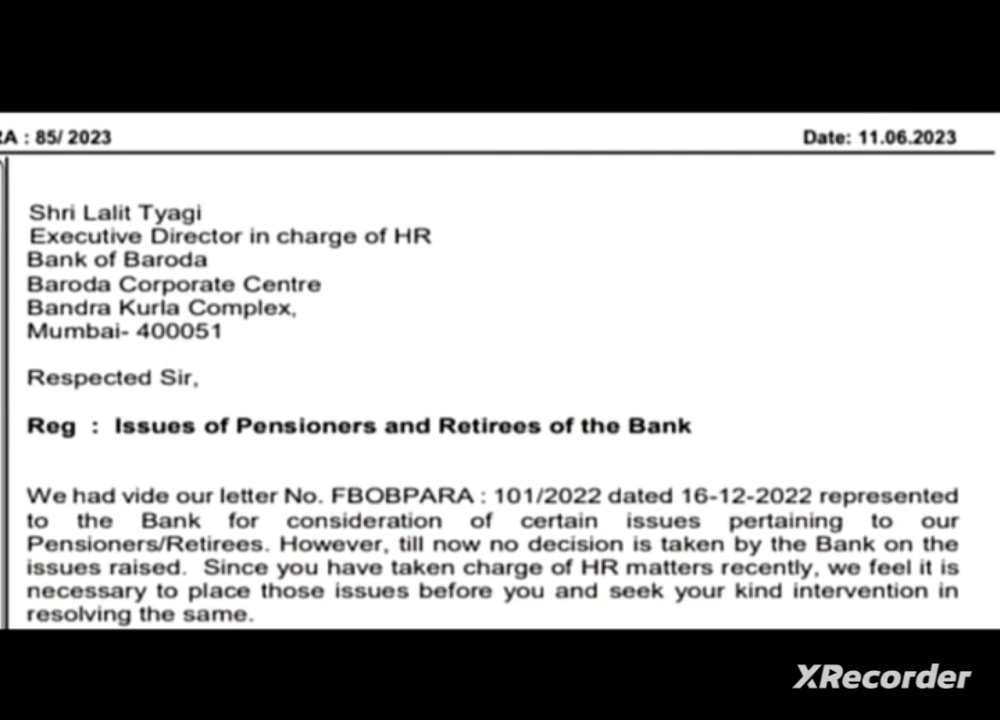 RA : 85/ 2023 Date: 11.06.2023
Shri Lalit Tyagi
Executive Director in charge of HR
Bank of Baroda
Baroda Corporate Centre
Bandra Kurla Complex,
Mumbai- 400051
Respected Sir,
Reg : Issues of Pensioners and Retirees of the Bank
We had vide our letter No. FBOBPARA : 101/2022 dated 16-12-2022 represented
to the Bank for consideration of certain issues pertaining to our
Pensioners/Retirees. However, till now no decision is taken by the Bank on the
issues raised. Since you have taken charge of HR matters recently, we feel it is
necessary to place those issues before you and seek your kind intervention in
resolving the same.
XRecorder